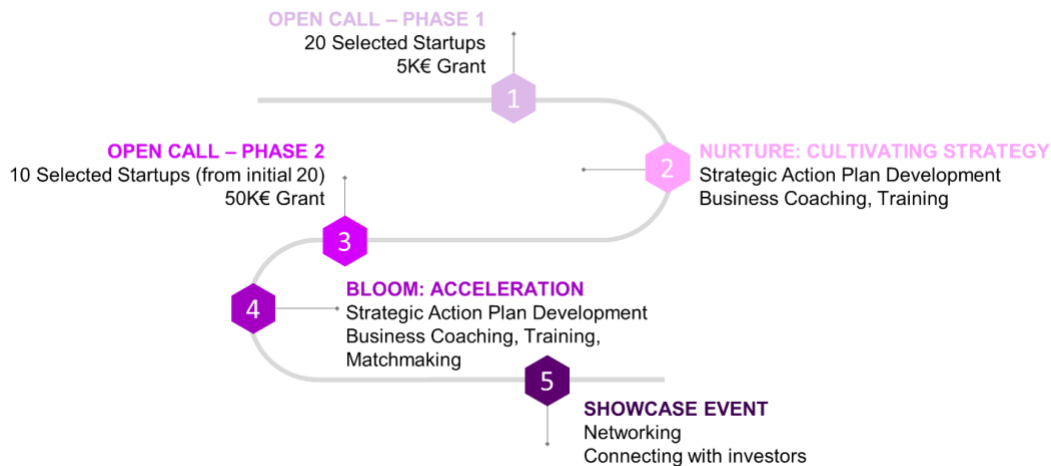 OPEN CALL – PHASE 1
20 Selected Startups
5K€ Grant
1
NURTURE: CULTIVATING STRATEGY
Strategic Action Plan Development
Business Coaching, Training
2
OPEN CALL – PHASE 2
10 Selected Startups (from initial 20)
50K€ Grant
3
BLOOM: ACCELERATION
Strategic Action Plan Development
Business Coaching, Training,
Matchmaking
4
5
SHOWCASE EVENT
Networking
Connecting with investors